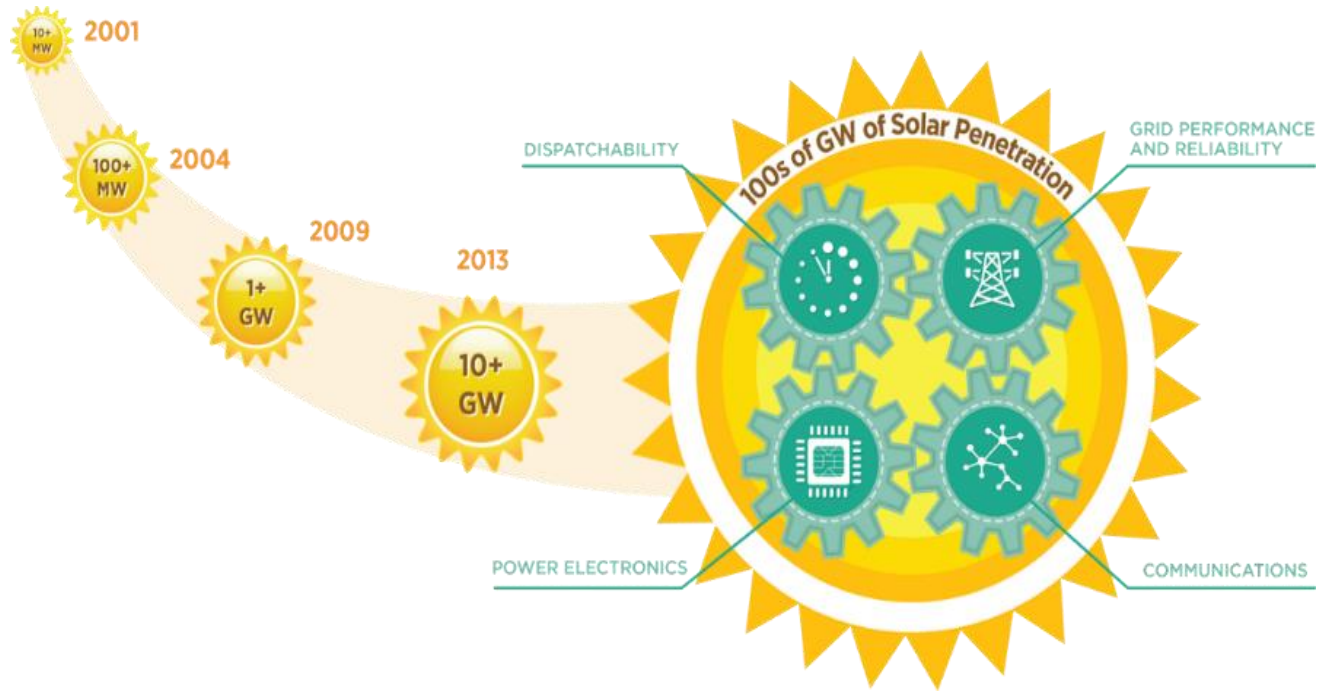 10+
MW
2001
100+
MW
2004
1+
GW
2009
10+
GW
2013
100s of GW of Solar Penetration
DISPATCHABILITY
GRID PERFORMANCE
AND RELIABILITY
POWER ELECTRONICS
COMMUNICATIONS